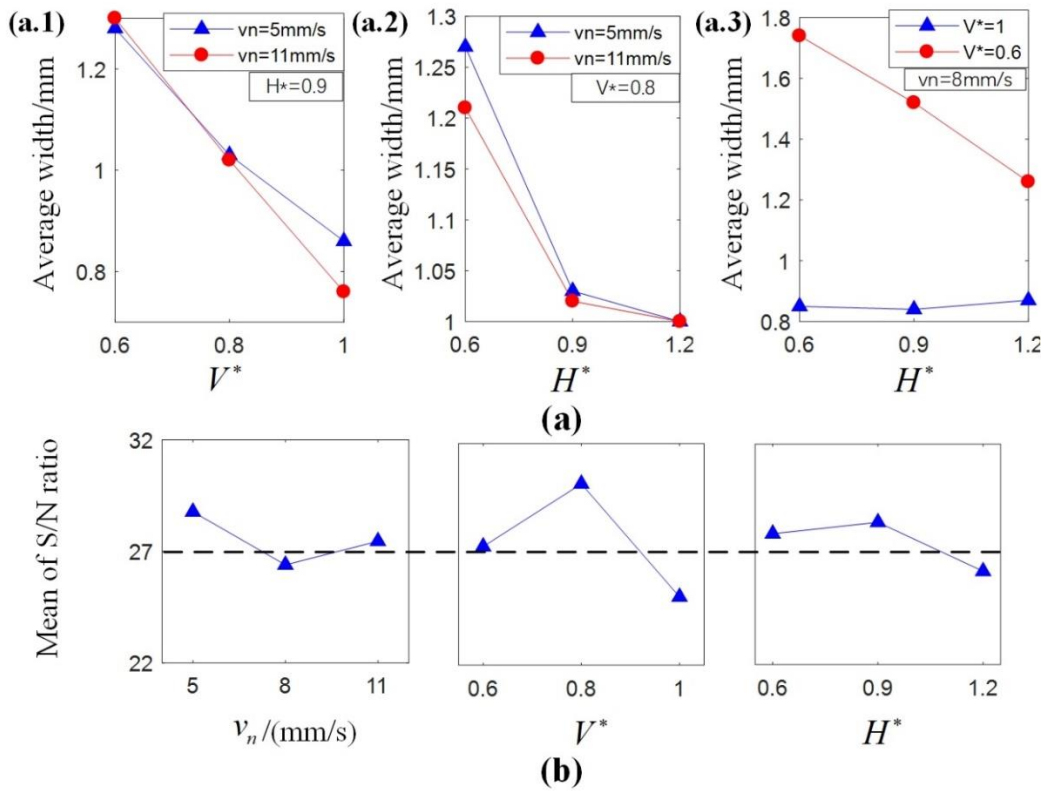 (a.1)
Average width/mm
1.2
1
0.8
0.6
0.8
1
V*
vn=5mm/s
vn=11mm/s
H*=0.9
(a.2)
Average width/mm
1.3
1.25
1.2
1.15
1.1
1.05
1
0.6
0.9
1.2
H*
vn=5mm/s
vn=11mm/s
V*=0.8
(a.3)
Average width/mm
1.8
1.6
1.4
1.2
1
0.8
0.6
0.9
1.2
H*
V*=1
V*=0.6
vn=8mm/s
(a)
Mean of S/N ratio
32
27
22
5
8
11
vn/(mm/s)
0.6
0.8
1
V*
0.6
0.9
1.2
H*
(b)